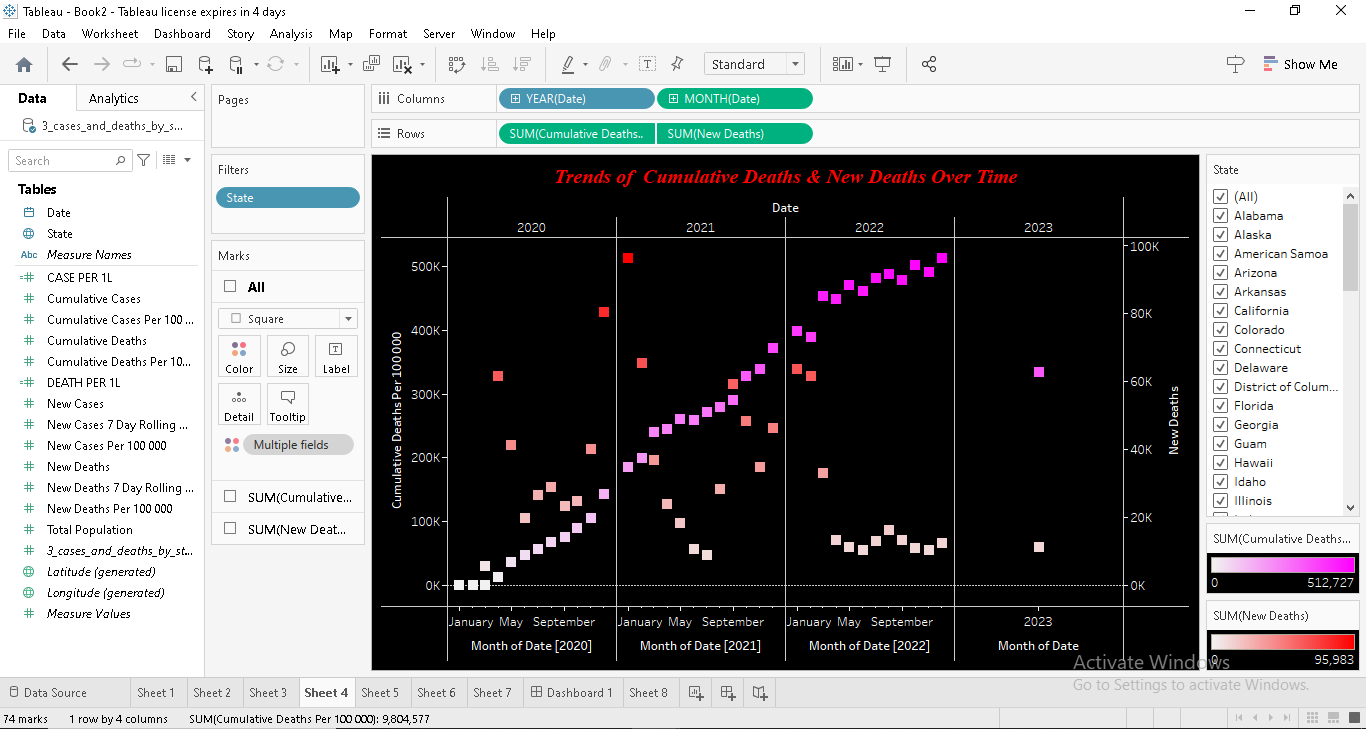 Tableau - Book2 - Tableau license expires in 4 days
File Data Worksheet Dashboard Story Analysis Map Format Server Window Help
Standard
Show Me
Data Analytics
3_cases_and_deaths_by_s...
Search
Tables
Date
State
Abc Measure Names
CASE PER 1L
Cumulative Cases
Cumulative Cases Per 100 ...
Cumulative Deaths
Cumulative Deaths Per 10...
DEATH PER 1L
New Cases
New Cases 7 Day Rolling ...
New Cases Per 100 000
New Deaths
New Deaths 7 Day Rolling ...
New Deaths Per 100 000
Total Population
3_cases_and_deaths_by_st...
Latitude (generated)
Longitude (generated)
Measure Values
Pages
Filters
State
Marks
All
Square
Color Size Label
Detail Tooltip
Multiple fields
SUM(Cumulative...
SUM(New Deat...
Columns YEAR(Date) MONTH(Date)
Rows SUM(Cumulative Deaths.. SUM(New Deaths)
Trends of Cumulative Deaths & New Deaths Over Time
Date
2020 2021 2022 2023
Cumulative Deaths Per 100 000
500K
400K
300K
200K
100K
0K
100K
80K
60K
40K
20K
0K
New Deaths
January May September January May September January May September 2023
Month of Date [2020] Month of Date [2021] Month of Date [2022] Month of Date
State
(All)
Alabama
Alaska
American Samoa
Arizona
Arkansas
California
Colorado
Connecticut
Delaware
District of Colum...
Florida
Georgia
Guam
Hawaii
Idaho
Illinois
SUM(Cumulative Deaths...
0 512,727
SUM(New Deaths)
0 95,983
Activate Windows
Go to Settings to activate Windows.
Data Source Sheet 1 Sheet 2 Sheet 3 Sheet 4 Sheet 5 Sheet 6 Sheet 7 Dashboard 1 Sheet 8
74 marks 1 row by 4 columns SUM(Cumulative Deaths Per 100 000): 9,804,577